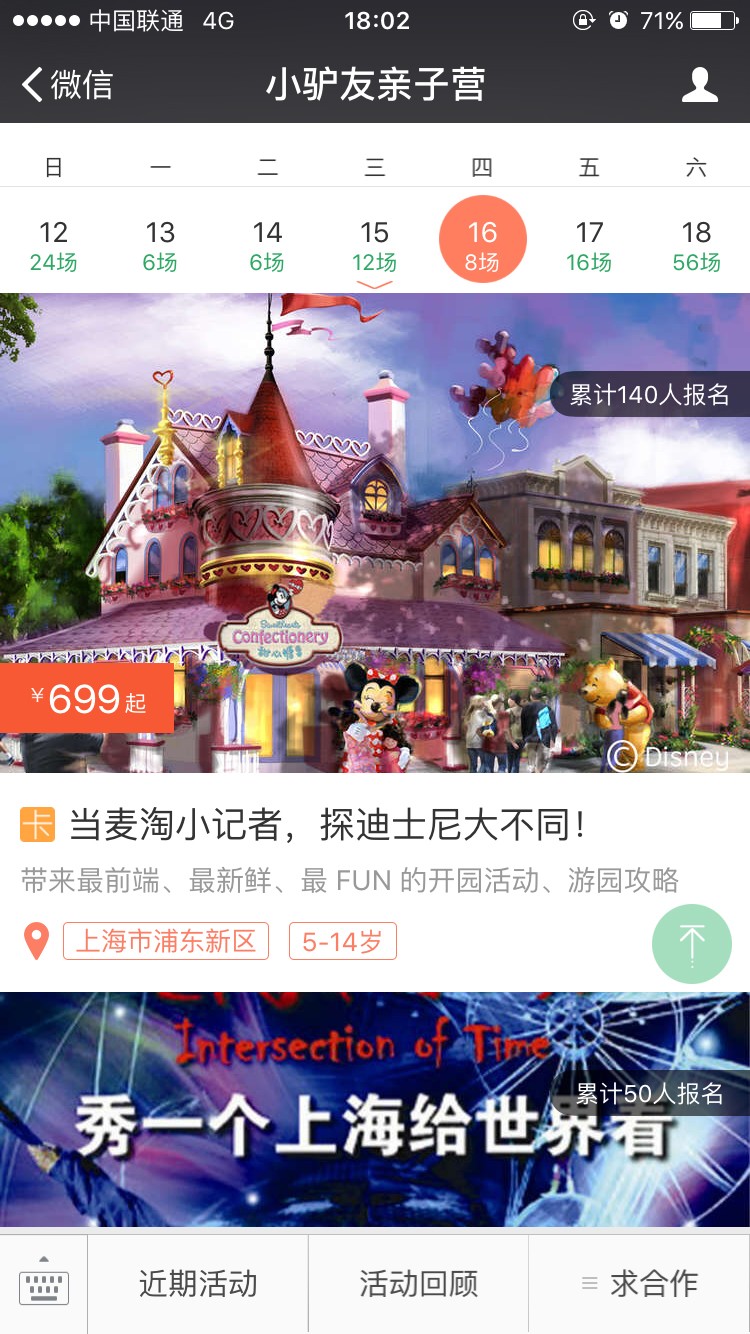 中国联通 4G 18:02 71%
微信 小驴友亲子营
日 一 二 三 四 五 六
12 13 14 15 16 17 18
24场 6场 6场 12场 8场 16场 56场
累计140人报名
Sweethearts
Confectionery
甜心糖果
¥699起
© Disney
卡 当麦淘小记者，探迪士尼大不同！
带来最前端、最新鲜、最 FUN 的开园活动、游园攻略
上海市浦东新区 5-14岁
Intersection of Time
累计50人报名
秀一个上海给世界看
近期活动 活动回顾 求合作